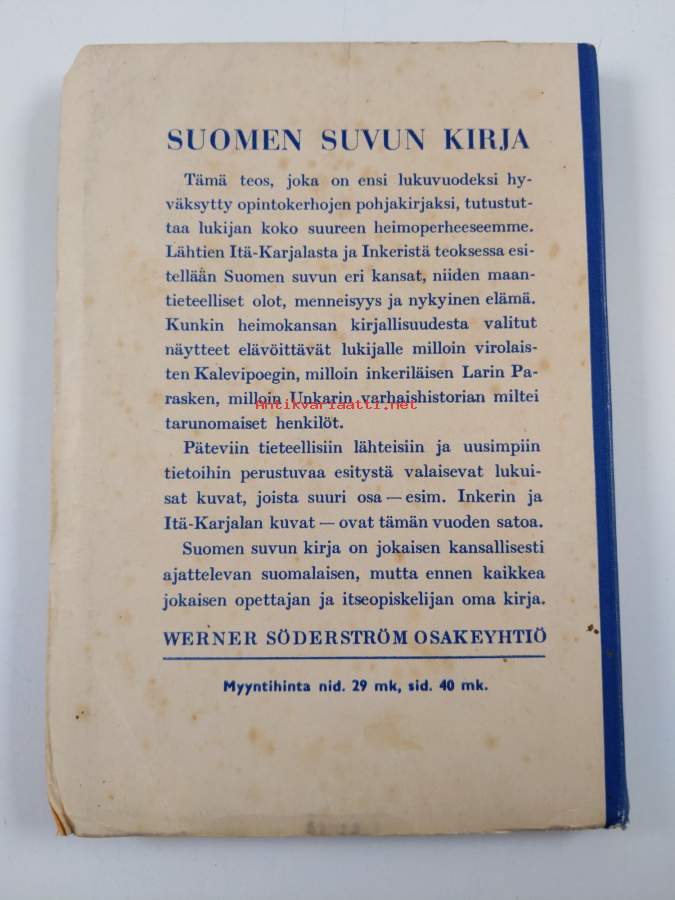 SUOMEN SUVUN KIRJA
Tämä teos, joka on ensi lukuvuodeksi hy-
väksytty opintokerhojen pohjakirjaksi, tutustut-
taa lukijan koko suureen heimoperheeseemme.
Lähtien Itä-Karjalasta ja Inkeristä teoksessa esi-
tellään Suomen suvun eri kansat, niiden maan-
tieteelliset olot, menneisyys ja nykyinen elämä.
Kunkin heimokansan kirjallisuudesta valitut
näytteet elävöittävät lukijalle milloin virolais-
ten Kalevipoegin, milloin inkeriläisen Larin Pa-
rasken, milloin Unkarin varhaishistorian miltei
Antikvariaatti.net
tarunomaiset henkilöt.
Päteviin tieteellisiin lähteisiin ja uusimpiin
tietoihin perustuvaa esitystä valaisevat lukui-
sat kuvat, joista suuri osa — esim. Inkerin ja
Itä-Karjalan kuvat — ovat tämän vuoden satoa.
Suomen suvun kirja on jokaisen kansallisesti
ajattelevan suomalaisen, mutta ennen kaikkea
jokaisen opettajan ja itseopiskelijan oma kirja.
WERNER SÖDERSTRÖM OSAKEYHTIÖ
Myyntihinta nid. 29 mk, sid. 40 mk.